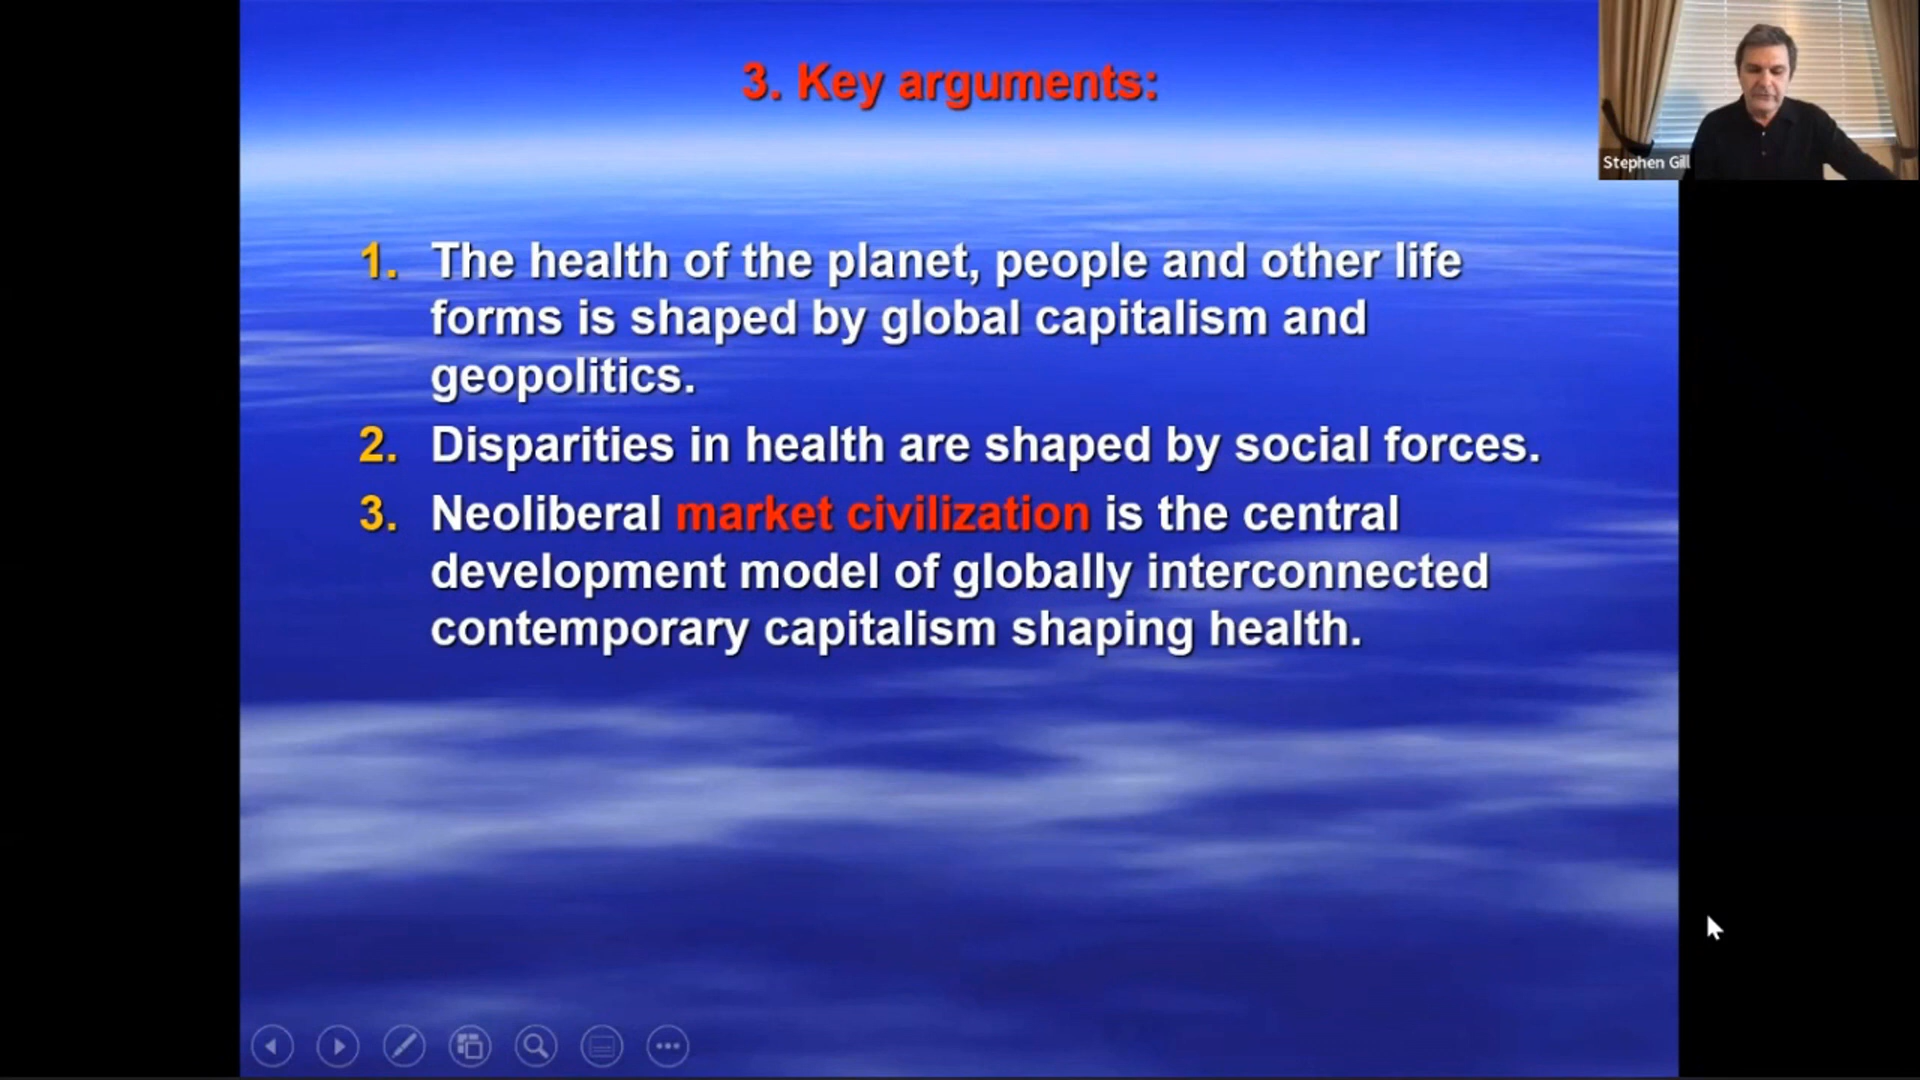 3. Key arguments:
Stephen Gill
1. The health of the planet, people and other life
forms is shaped by global capitalism and
geopolitics.
2. Disparities in health are shaped by social forces.
3. Neoliberal market civilization is the central
development model of globally interconnected
contemporary capitalism shaping health.